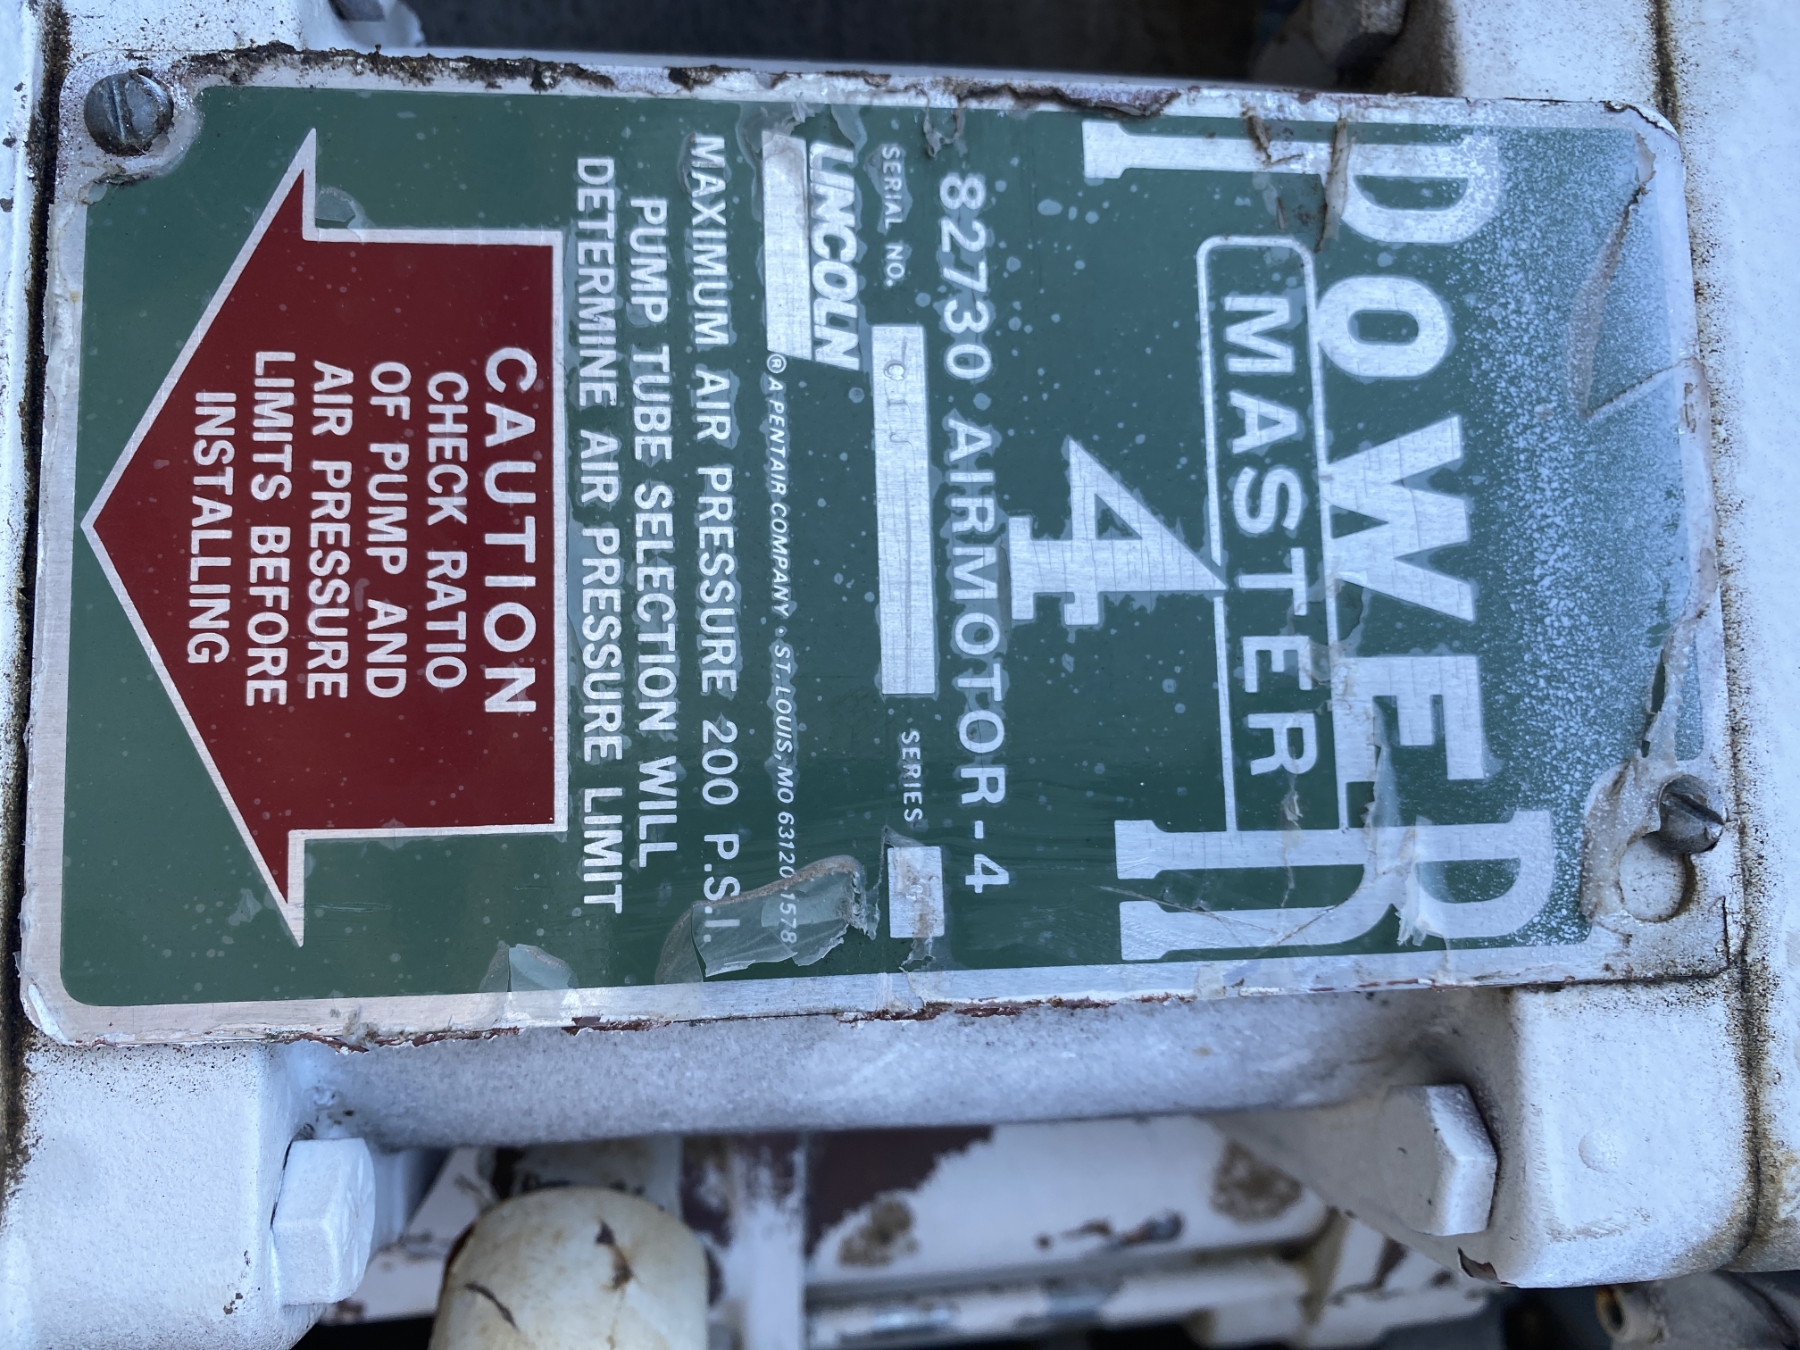 POWER
MASTER
4
82730 AIRMOTOR - 4
SERIAL NO. SERIES
LINCOLN
® A PENTAIR COMPANY • ST. LOUIS, MO 63120-1578
MAXIMUM AIR PRESSURE 200 P.S.I.
PUMP TUBE SELECTION WILL
DETERMINE AIR PRESSURE LIMIT
CAUTION
CHECK RATIO
OF PUMP AND
AIR PRESSURE
LIMITS BEFORE
INSTALLING